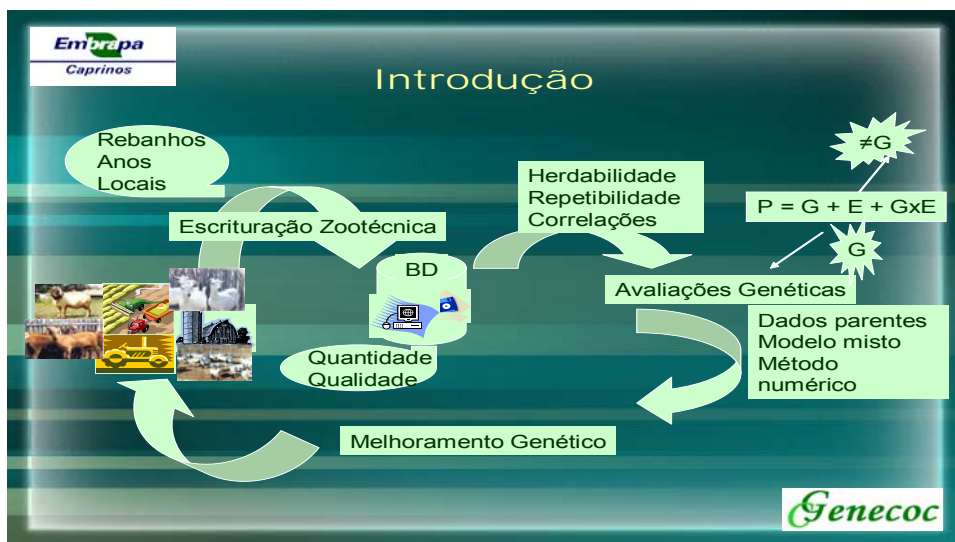 Embrapa
Caprinos
Introdução
Rebanhos
Anos
Locais
Escrituração Zootécnica
BD
Quantidade
Qualidade
Herdabilidade
Repetibilidade
Correlações
≠G
P = G + E + GxE
G
Avaliações Genéticas
Dados parentes
Modelo misto
Método
numérico
Melhoramento Genético
Genecoc